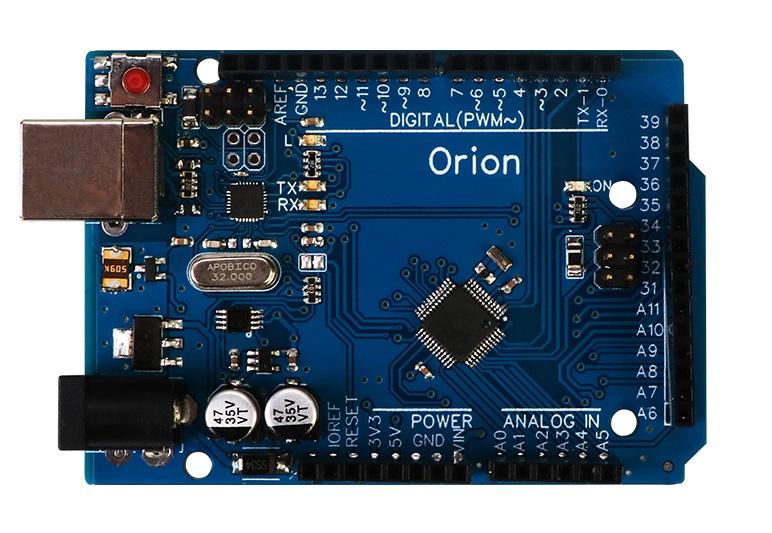 AREF
GND
13
12
~11
~10
~9
8
7
~6
~5
4
~3
2
TX-1
RX-0
DIGITAL(PWM~)
L
Orion
TX
RX
ON
39
38
37
36
35
34
33
32
31
A11
A10
A9
A8
A7
A6
APOBICO
32.000
47
35V
VT
47
35V
VT
SS34
IOREF
RESET
3V3
5V
POWER
GND
VIN
ANALOG IN
A0
A1
A2
A3
A4
A5